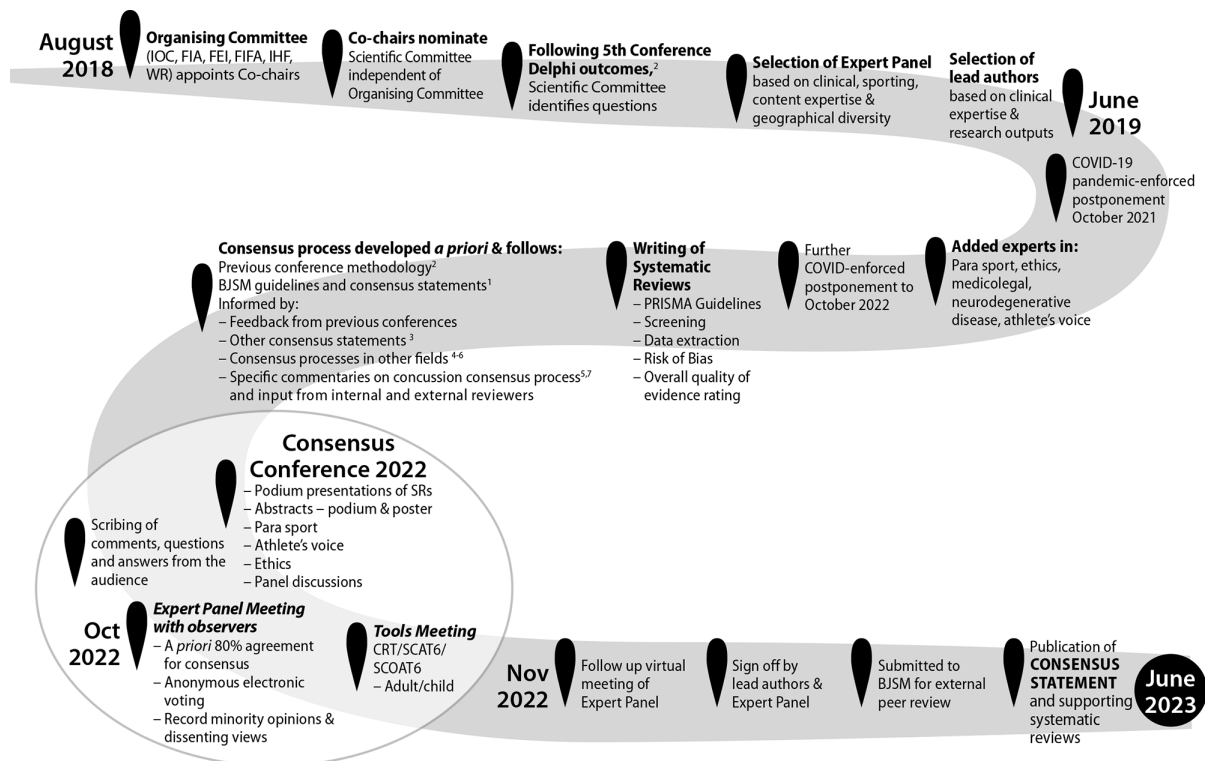 August
2018
Organising Committee
(IOC, FIA, FEI, FIFA, IHF,
WR) appoints Co-chairs
Co-chairs nominate
Scientific Committee
independent of
Organising Committee
Following 5th Conference
Delphi outcomes,2
Scientific Committee
identifies questions
Selection of Expert Panel
based on clinical, sporting,
content expertise &
geographical diversity
Selection of
lead authors
based on clinical
expertise &
research outputs
June
2019
COVID-19
pandemic-enforced
postponement
October 2021
Added experts in:
Para sport, ethics,
medicolegal,
neurodegenerative
disease, athlete’s voice
Further
COVID-enforced
postponement to
October 2022
Writing of
Systematic
Reviews
– PRISMA Guidelines
– Screening
– Data extraction
– Risk of Bias
– Overall quality of
evidence rating
Consensus process developed a priori & follows:
Previous conference methodology2
BJSM guidelines and consensus statements1
Informed by:
– Feedback from previous conferences
– Other consensus statements 3
– Consensus processes in other fields 4-6
– Specific commentaries on concussion consensus process5,7
and input from internal and external reviewers
Consensus
Conference 2022
– Podium presentations of SRs
– Abstracts – podium & poster
– Para sport
– Athlete’s voice
– Ethics
– Panel discussions
Scribing of
comments, questions
and answers from the
audience
Oct
2022
Expert Panel Meeting
with observers
– A priori 80% agreement
for consensus
– Anonymous electronic
voting
– Record minority opinions &
dissenting views
Tools Meeting
CRT/SCAT6/
SCOAT6
– Adult/child
Nov
2022
Follow up virtual
meeting of
Expert Panel
Sign off by
lead authors &
Expert Panel
Submitted to
BJSM for external
peer review
Publication of
CONSENSUS
STATEMENT
and supporting
systematic
reviews
June
2023